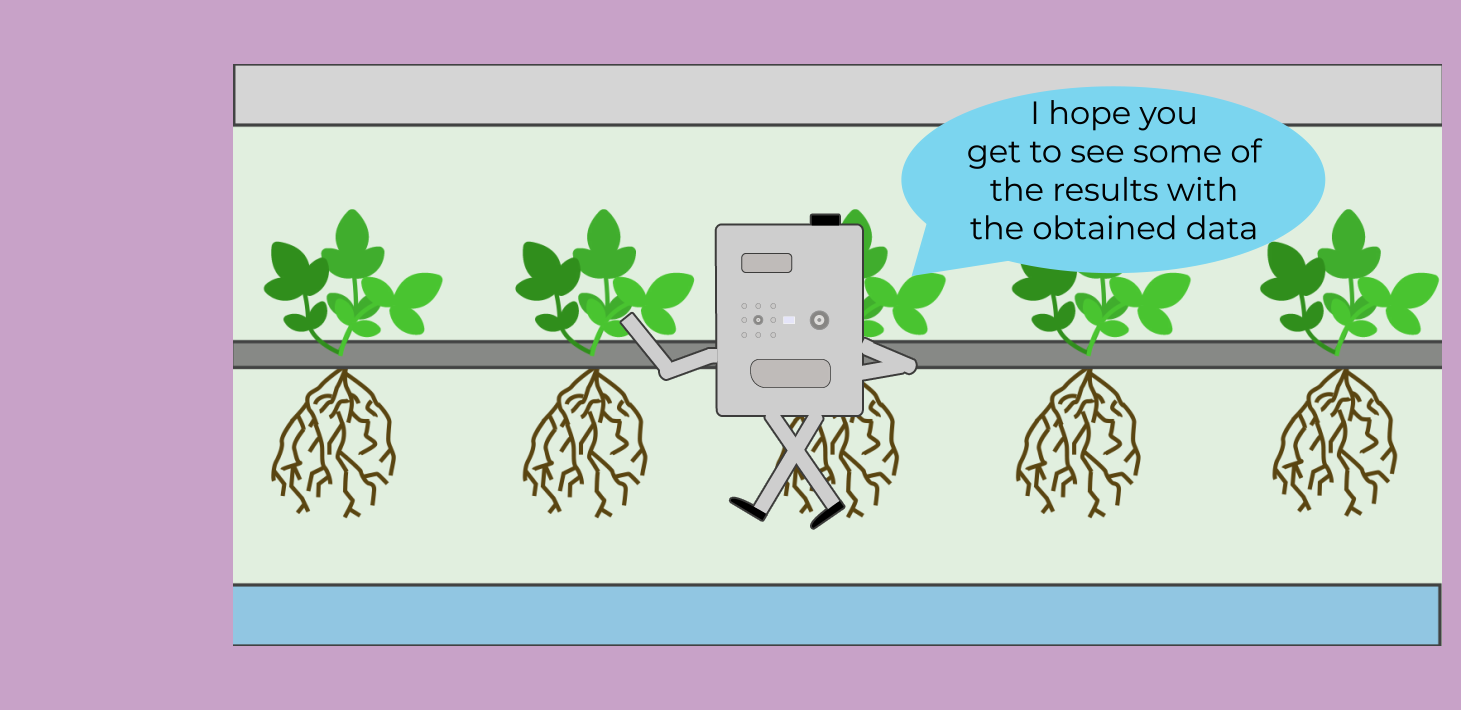 I hope you
get to see some of
the results with
the obtained data